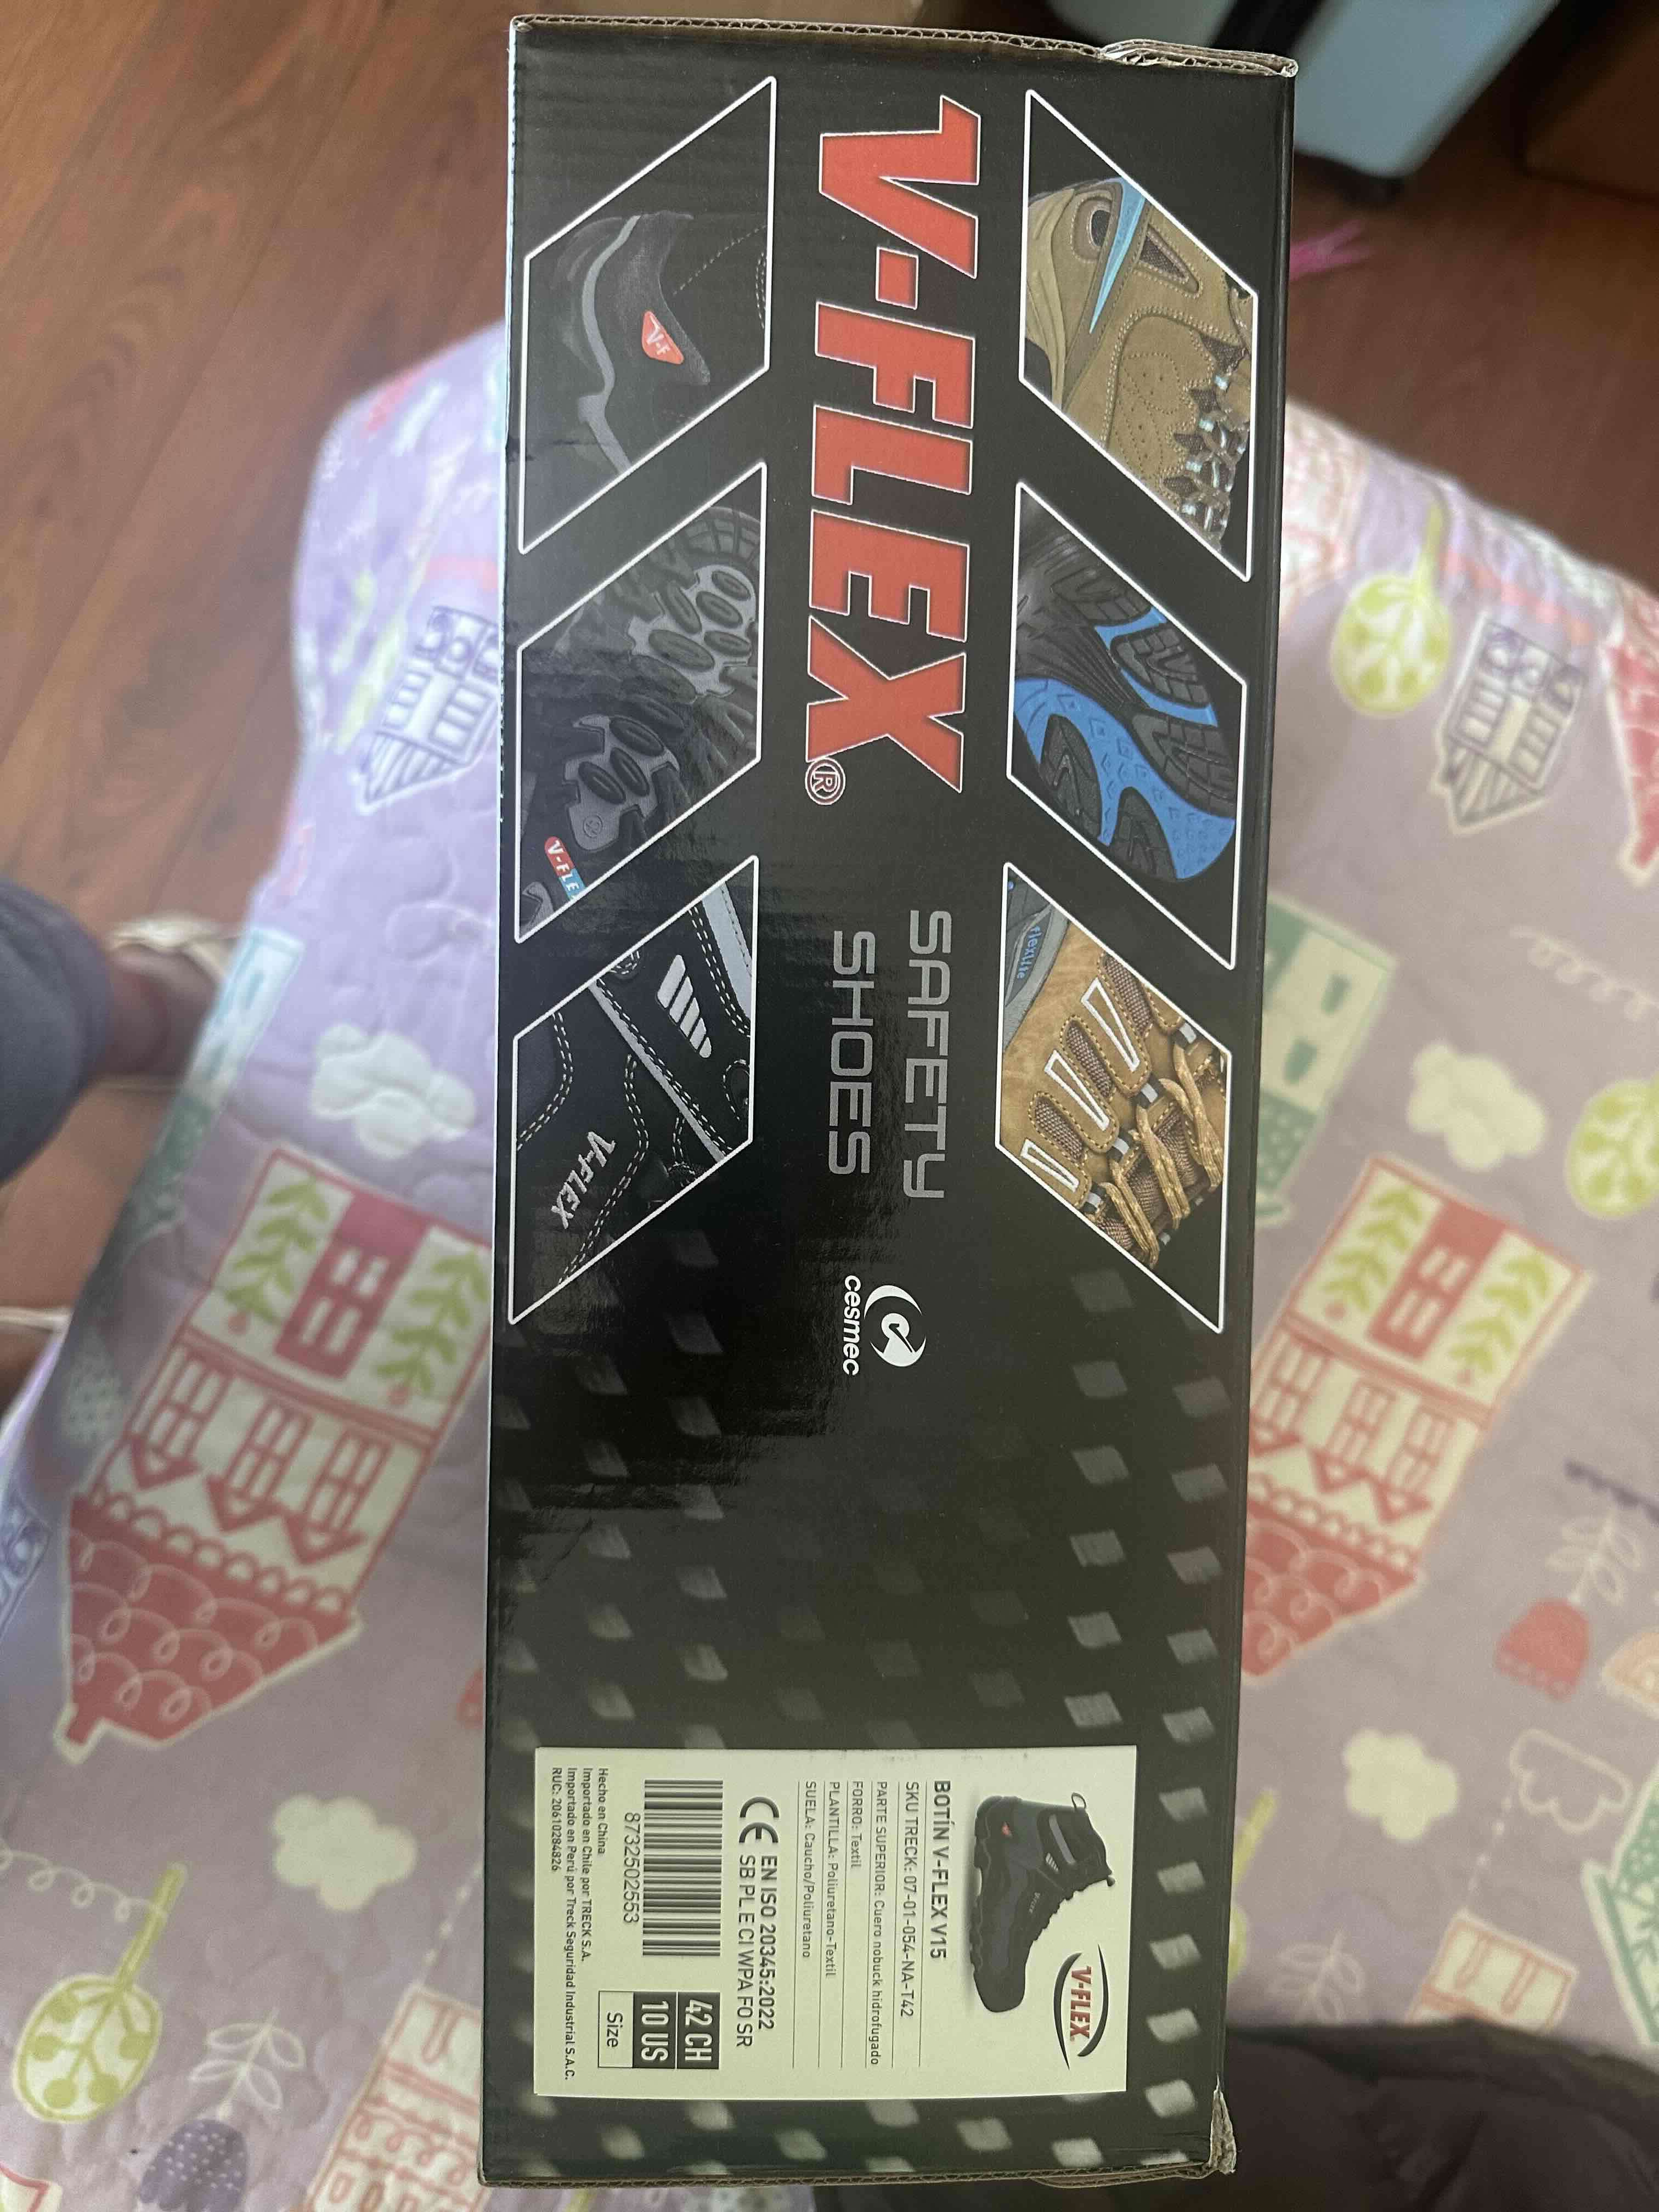 V-FLEX®
SAFETY
SHOES
cesmec
V-F
V-FLE
V-FLEX
flexlite
V-FLEX
BOTÍN V-FLEX V15
SKU TRECK: 07-01-054-NA-T42
PARTE SUPERIOR: Cuero nobuck hidrofugado
FORRO: Textil
PLANTILLA: Poliuretano-Textil
SUELA: Caucho/Poliuretano
CE EN ISO 20345:2022
SB PL E CI WPA FO SR
8732502553
42 CH
10 US
Size
Hecho en China.
Importado en Chile por TRECK S.A.
Importado en Perú por Treck Seguridad Industrial S.A.C.
RUC: 20610284826